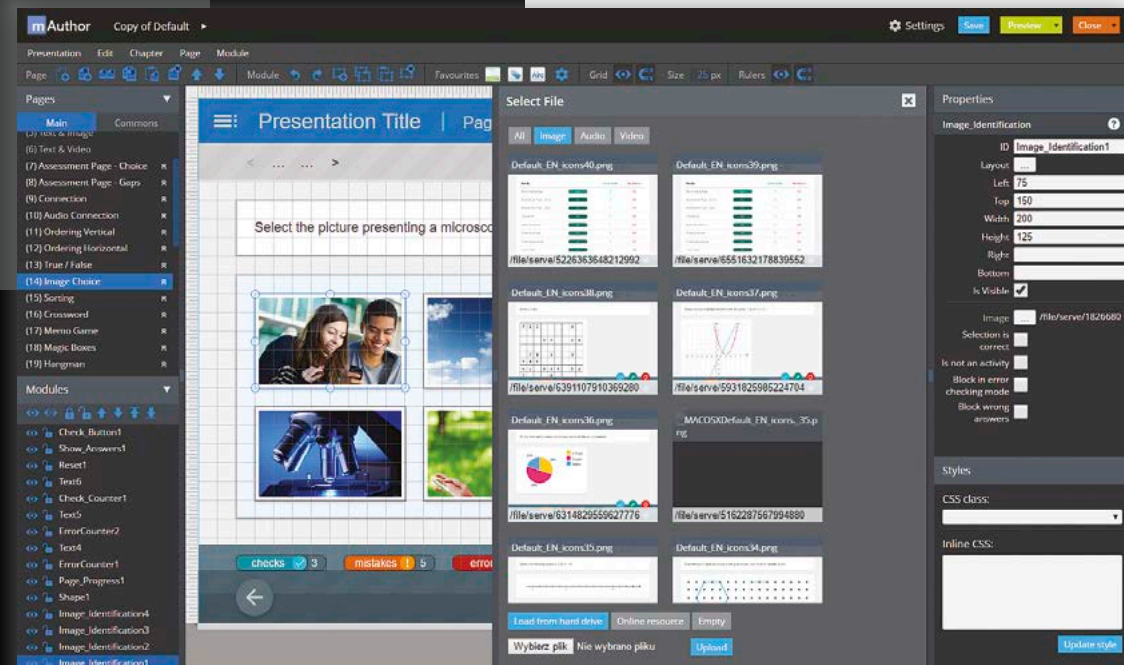 mAuthor Copy of Default Settings Save Preview Close
Presentation Edit Chapter Page Module
Page Module Favourites Grid Size 25 px Rulers
Pages
Main Commons
(5) Text & Image
(6) Text & Video
(7) Assessment Page - Choice R
(8) Assessment Page - Gaps R
(9) Connection R
(10) Audio Connection R
(11) Ordering Vertical R
(12) Ordering Horizontal R
(13) True / False R
(14) Image Choice R
(15) Sorting R
(16) Crossword R
(17) Memo Game R
(18) Magic Boxes R
(19) Hangman R
Modules
Check_Button1
Show_Answers1
Reset1
Text6
Check_Counter1
Text5
ErrorCounter2
Text4
ErrorCounter1
Page_Progress1
Shape1
Image_Identification4
Image_Identification3
Image_Identification2
Image_Identification1
Presentation Title | Pag
< ... ... >
Select the picture presenting a microsco
checks 3 mistakes ! 5 erro
Select File
All Image Audio Video
Default_EN_icons40.png Default_EN_icons39.png
/file/serve/5226363648212992 /file/serve/6551632178839552
Default_EN_icons38.png Default_EN_icons37.png
/file/serve/6391107910369280 /file/serve/5931825985224704
Default_EN_icons36.png __MACOSXDefault_EN_icons._35.p
ng
/file/serve/6314829559627776 /file/serve/5162287567994880
Default_EN_icons35.png Default_EN_icons34.png
Load from hard drive Online resource Empty
Wybierz plik Nie wybrano pliku Upload
Properties
Image_Identification ?
ID Image_Identification1
Layout ...
Left 75
Top 150
Width 200
Height 125
Right
Bottom
Is Visible
Image ... /file/serve/1826680
Selection is
correct
Is not an activity
Block in error
checking mode
Block wrong
answers
Styles
CSS class:
Inline CSS:
Update style